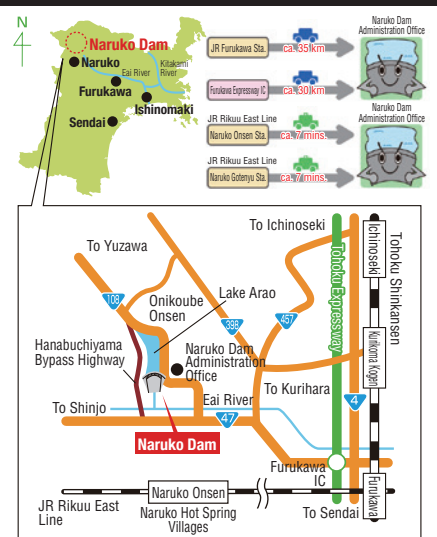 N
Naruko Dam
Naruko
Eai River
Kitakami
River
Furukawa
Ishinomaki
Sendai
JR Furukawa Sta.
ca. 35 km
Naruko Dam
Administration Office
Furukawa Expressway IC
ca. 30 km
JR Rikuu East Line
Naruko Onsen Sta.
ca. 7 mins.
Naruko Dam
Administration Office
JR Rikuu East Line
Naruko Gotenyu Sta.
ca. 7 mins.
To Ichinoseki
To Yuzawa
Ichinoseki
Tohoku Shinkansen
Tohoku Expressway
108
Onikoube
Onsen
Lake Arao
398
457
Hanabuchiyama
Bypass Highway
Naruko Dam
Administration
Office
Kurikoma Kogen
To Kurihara
Eai River
4
To Shinjo
47
Naruko Dam
Furukawa
IC
Furukawa
Naruko Onsen
JR Rikuu East
Line
Naruko Hot Spring
Villages
To Sendai